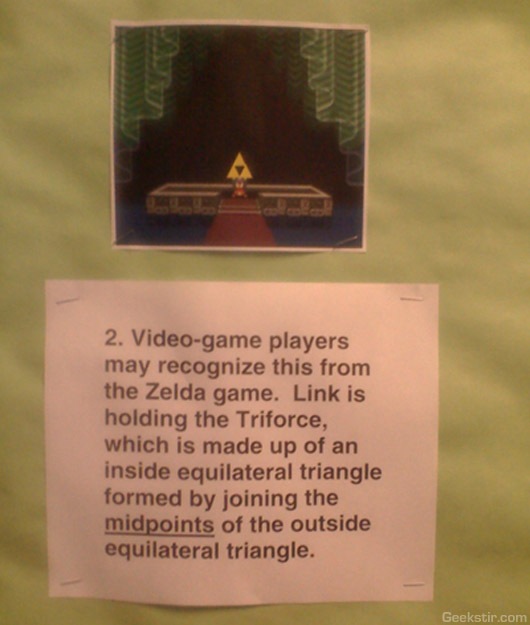 2. Video-game players
may recognize this from
the Zelda game.  Link is
holding the Triforce,
which is made up of an
inside equilateral triangle
formed by joining the
midpoints of the outside
equilateral triangle.
Geekstir.com